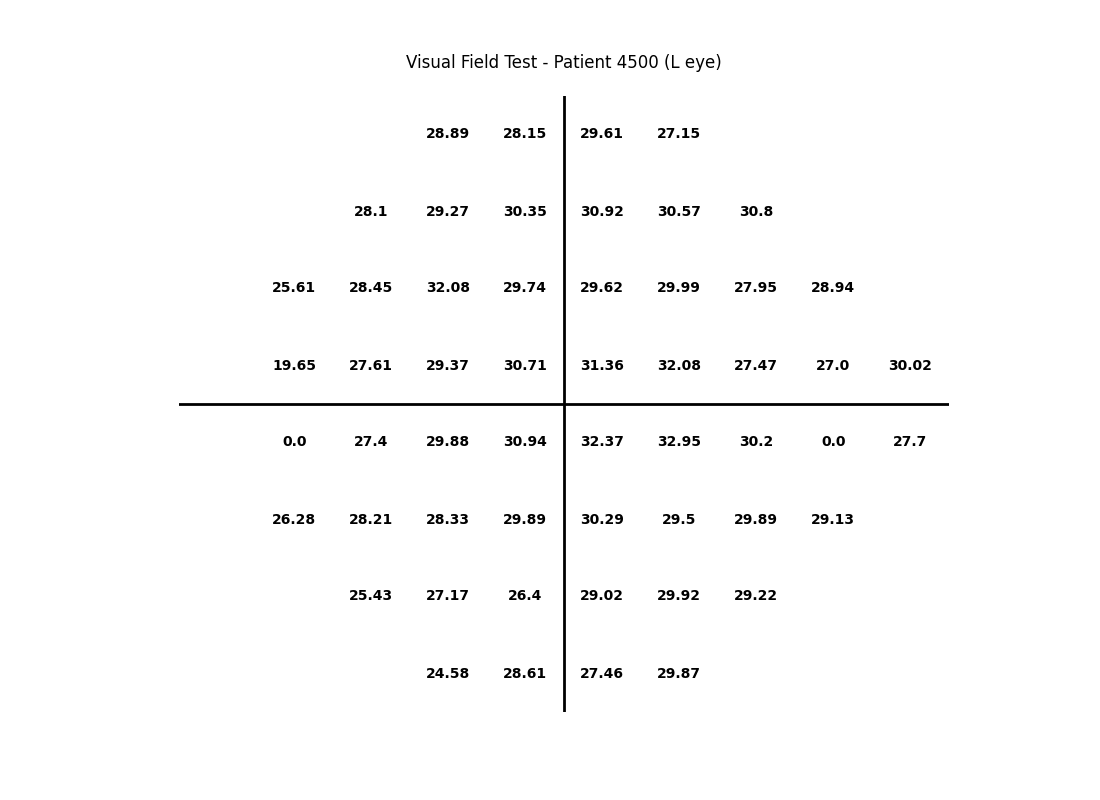 Visual Field Test - Patient 4500 (L eye)
28.89 28.15 29.61 27.15
28.1 29.27 30.35 30.92 30.57 30.8
25.61 28.45 32.08 29.74 29.62 29.99 27.95 28.94
19.65 27.61 29.37 30.71 31.36 32.08 27.47 27.0 30.02
0.0 27.4 29.88 30.94 32.37 32.95 30.2 0.0 27.7
26.28 28.21 28.33 29.89 30.29 29.5 29.89 29.13
25.43 27.17 26.4 29.02 29.92 29.22
24.58 28.61 27.46 29.87